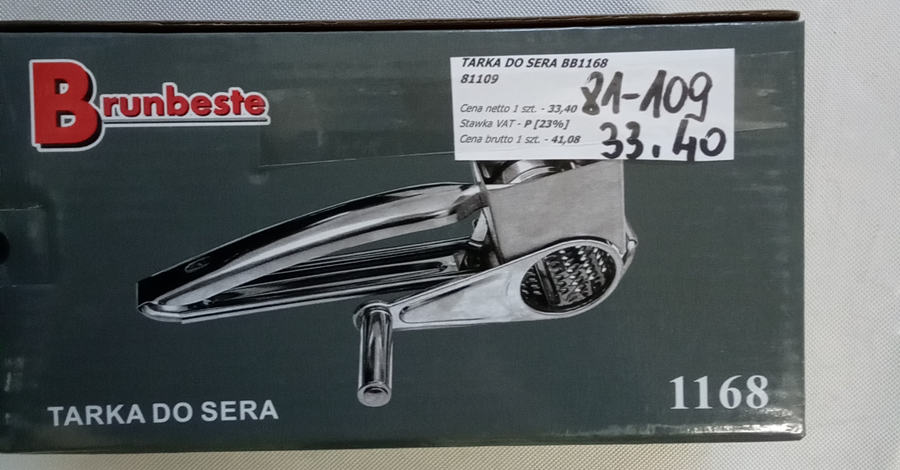 Brunbeste
TARKA DO SERA BB1168
81109
Cena netto 1 szt. - 33,40
Stawka VAT - P [23%]
Cena brutto 1 szt. - 41,08
81-109
33.40
TARKA DO SERA
1168